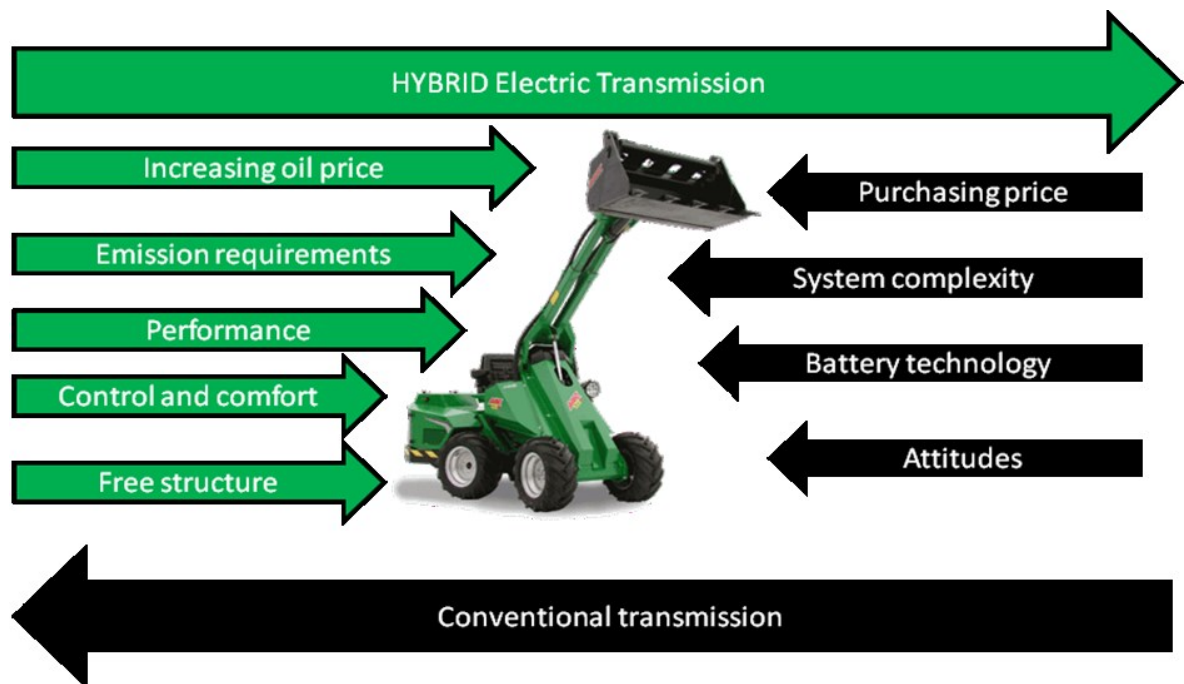 HYBRID Electric Transmission
Increasing oil price
Purchasing price
Emission requirements
System complexity
Performance
Battery technology
Control and comfort
Attitudes
Free structure
Conventional transmission